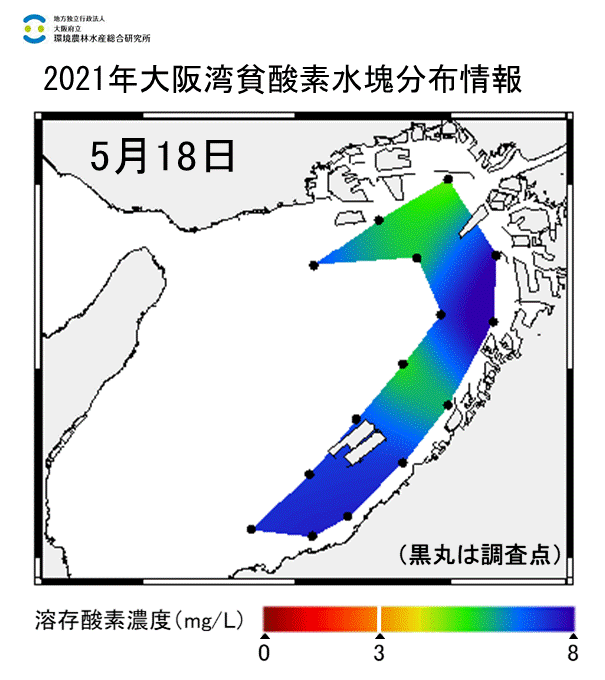 地方独立行政法人
大阪府立
環境農林水産総合研究所
2021年大阪湾貧酸素水塊分布情報
5月18日
(黒丸は調査点)
溶存酸素濃度(mg/L)
0 3 8